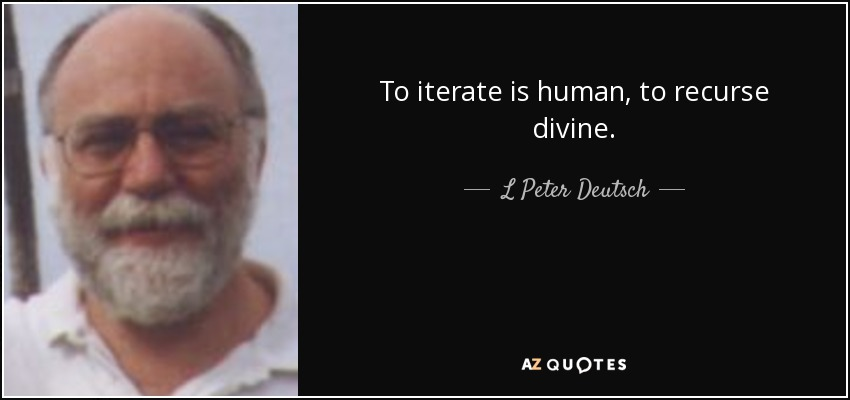 To iterate is human, to recurse
divine.
L Peter Deutsch
AZ QUOTES